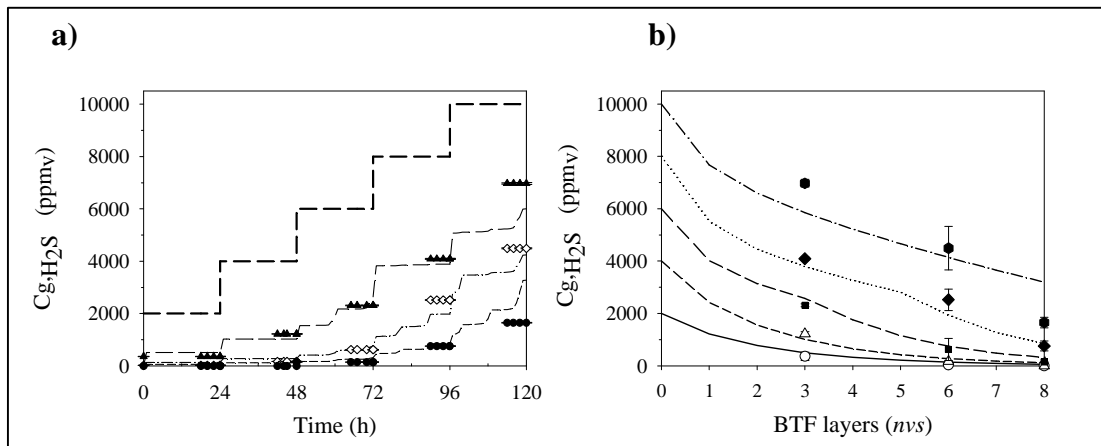 a)
10000
8000
6000
4000
2000
0
Cg,H2S (ppmv)
0 24 48 72 96 120
Time (h)
b)
10000
8000
6000
4000
2000
0
Cg,H2S (ppmv)
0 1 2 3 4 5 6 7 8
BTF layers (nvs)